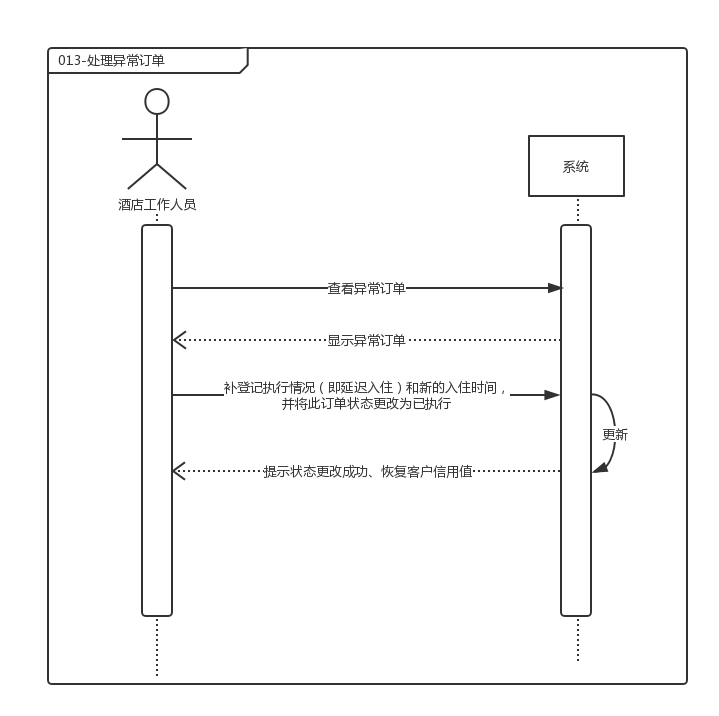 013-处理异常订单
酒店工作人员
系统
查看异常订单
显示异常订单
补登记执行情况（即延迟入住）和新的入住时间，
并将此订单状态更改为已执行
更新
提示状态更改成功、恢复客户信用值